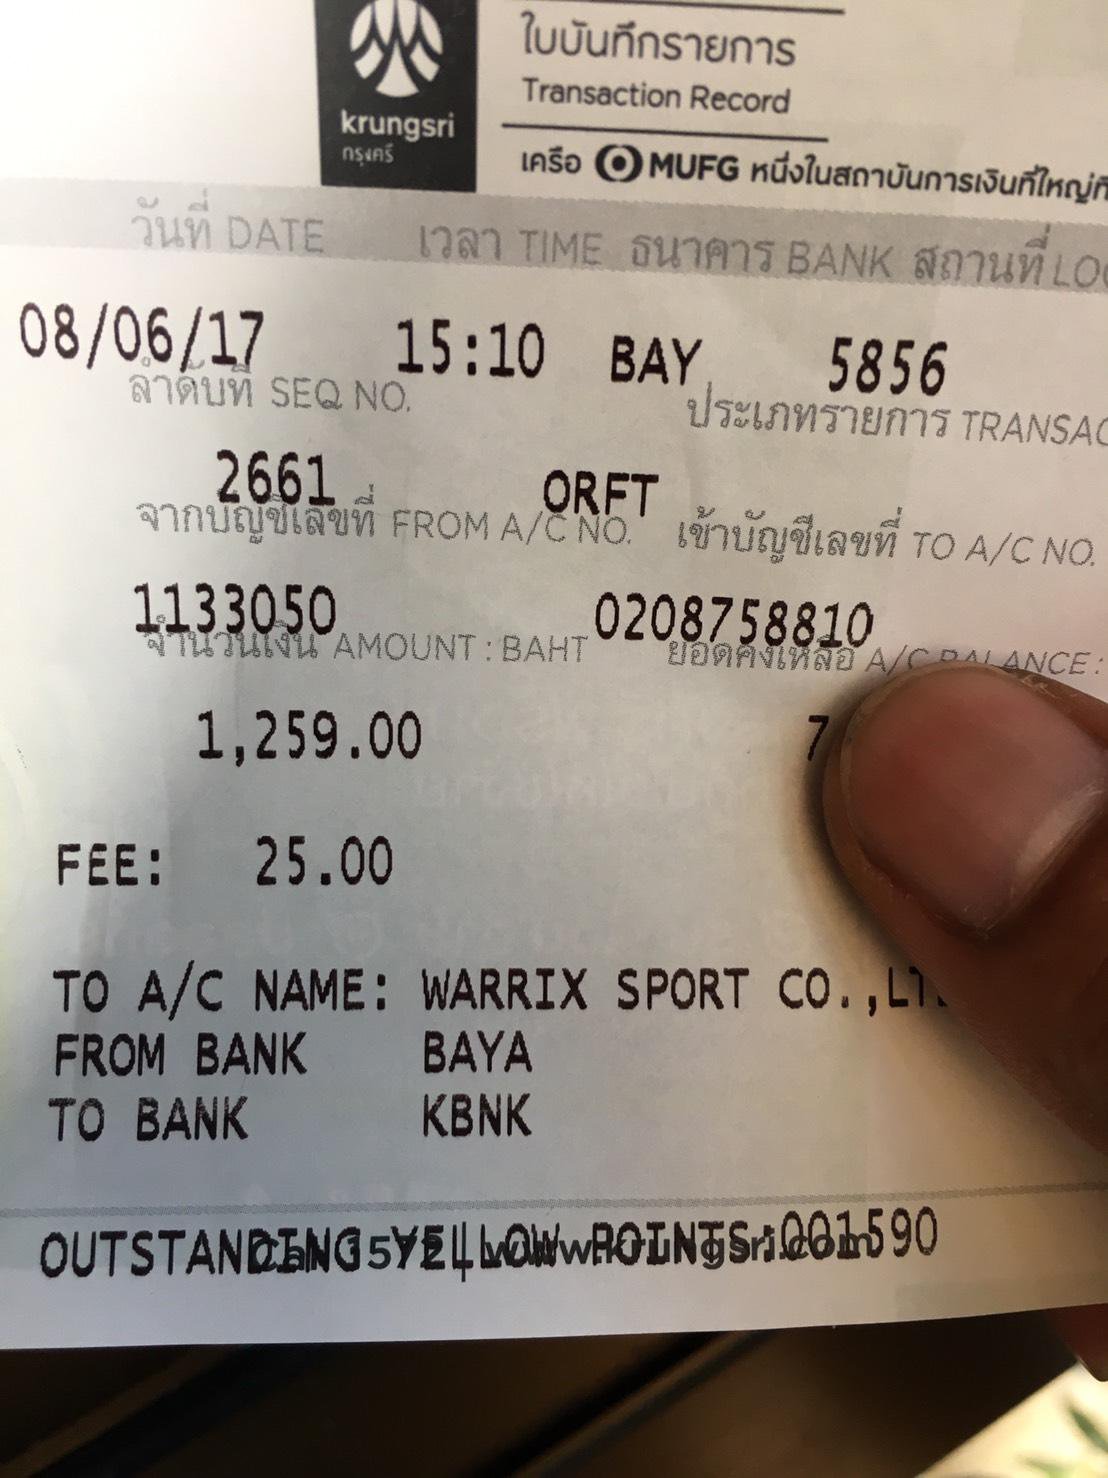 ใบบันทึกรายการ
Transaction Record
krungsri
กรุงศรี
เครือ MUFG หนึ่งในสถาบันการเงินที่ใหญ่ที่
วันที่ DATE เวลา TIME ธนาคาร BANK สถานที่ LOC
08/06/17 15:10 BAY 5856
ลำดับที่ SEQ NO. ประเภทรายการ TRANSAC
2661 ORFT
จากบัญชีเลขที่ FROM A/C NO. เข้าบัญชีเลขที่ TO A/C NO.
1133050 0208758810
จำนวนเงิน AMOUNT : BAHT ยอดคงเหลือ A/C BALANCE :
1,259.00 7
FEE: 25.00
TO A/C NAME: WARRIX SPORT CO.,LT
FROM BANK BAYA
TO BANK KBNK
OUTSTANDING YELLOW POINTS:001590